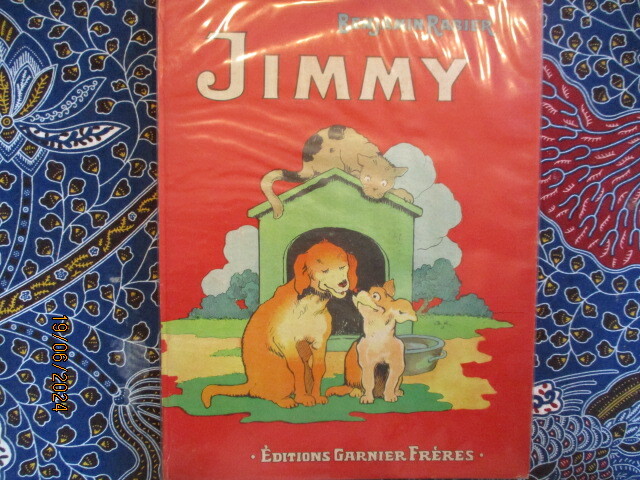 BENJAMIN RABIER
JIMMY
· ÉDITIONS GARNIER FRÈRES ·
19/06/2024